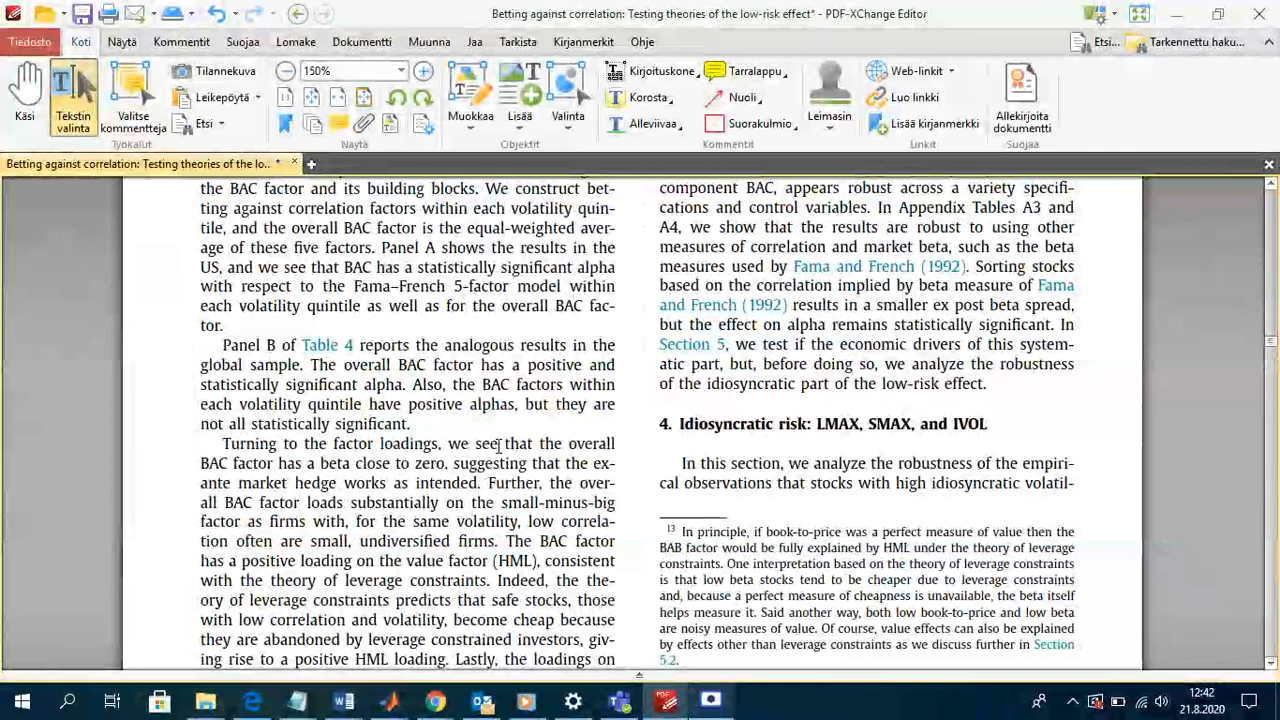 Betting against correlation: Testing theories of the low-risk effect* - PDF-XChange Editor
Tiedosto Koti Näytä Kommentit Suojaa Lomake Dokumentti Muunna Jaa Tarkista Kirjanmerkit Ohje Etsi... Tarkennettu haku...
Käsi
Tekstin valinta
Valitse kommentteja
Tilannekuva
Leikepöytä
Etsi
Työkalut
150%
Näytä
Muokkaa
Lisää
Valinta
Objektit
Kirjoituskone
Korosta
Alleviivaa
Tarralappu
Nuoli
Suorakulmio
Leimasin
Kommentit
Web-linkit
Luo linkki
Lisää kirjanmerkki
Linkit
Allekirjoita dokumentti
Suojaa
Betting against correlation: Testing theories of the lo.. *
the BAC factor and its building blocks. We construct bet-
ting against correlation factors within each volatility quin-
tile, and the overall BAC factor is the equal-weighted aver-
age of these five factors. Panel A shows the results in the
US, and we see that BAC has a statistically significant alpha
with respect to the Fama–French 5-factor model within
each volatility quintile as well as for the overall BAC fac-
tor.
Panel B of Table 4 reports the analogous results in the
global sample. The overall BAC factor has a positive and
statistically significant alpha. Also, the BAC factors within
each volatility quintile have positive alphas, but they are
not all statistically significant.
Turning to the factor loadings, we see that the overall
BAC factor has a beta close to zero, suggesting that the ex-
ante market hedge works as intended. Further, the over-
all BAC factor loads substantially on the small-minus-big
factor as firms with, for the same volatility, low correla-
tion often are small, undiversified firms. The BAC factor
has a positive loading on the value factor (HML), consistent
with the theory of leverage constraints. Indeed, the the-
ory of leverage constraints predicts that safe stocks, those
with low correlation and volatility, become cheap because
they are abandoned by leverage constrained investors, giv-
ing rise to a positive HML loading. Lastly, the loadings on
component BAC, appears robust across a variety specifi-
cations and control variables. In Appendix Tables A3 and
A4, we show that the results are robust to using other
measures of correlation and market beta, such as the beta
measures used by Fama and French (1992). Sorting stocks
based on the correlation implied by beta measure of Fama
and French (1992) results in a smaller ex post beta spread,
but the effect on alpha remains statistically significant. In
Section 5, we test if the economic drivers of this system-
atic part, but, before doing so, we analyze the robustness
of the idiosyncratic part of the low-risk effect.
4. Idiosyncratic risk: LMAX, SMAX, and IVOL
In this section, we analyze the robustness of the empiri-
cal observations that stocks with high idiosyncratic volatil-
13 In principle, if book-to-price was a perfect measure of value then the
BAB factor would be fully explained by HML under the theory of leverage
constraints. One interpretation based on the theory of leverage constraints
is that low beta stocks tend to be cheaper due to leverage constraints
and, because a perfect measure of cheapness is unavailable, the beta itself
helps measure it. Said another way, both low book-to-price and low beta
are noisy measures of value. Of course, value effects can also be explained
by effects other than leverage constraints as we discuss further in Section
5.2.
12:42
21.8.2020